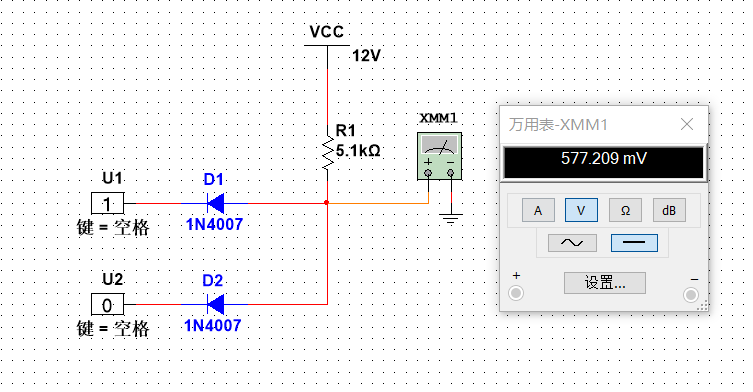 VCC
12V
R1
5.1kΩ
XMM1
U1
1
键 = 空格
D1
1N4007
U2
0
键 = 空格
D2
1N4007
万用表-XMM1
577.209 mV
A
V
Ω
dB
+
设置...
−